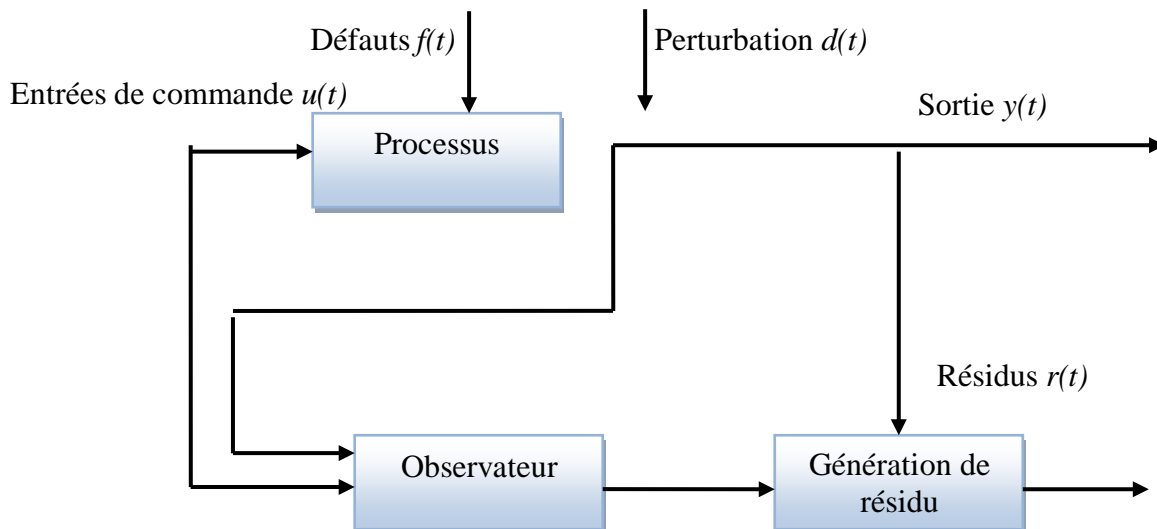 Défauts f(t)
Perturbation d(t)
Entrées de commande u(t)
Sortie y(t)
Processus
Résidus r(t)
Observateur
Génération de
résidu